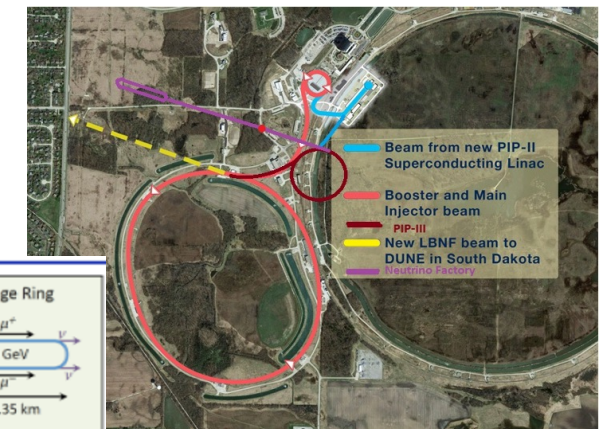 Beam from new PIP-II
Superconducting Linac
Booster and Main
Injector beam
PIP-III
New LBNF beam to
DUNE in South Dakota
Neutrino Factory
ge Ring
μ⁺
ν
GeV
μ⁻
ν
.35 km